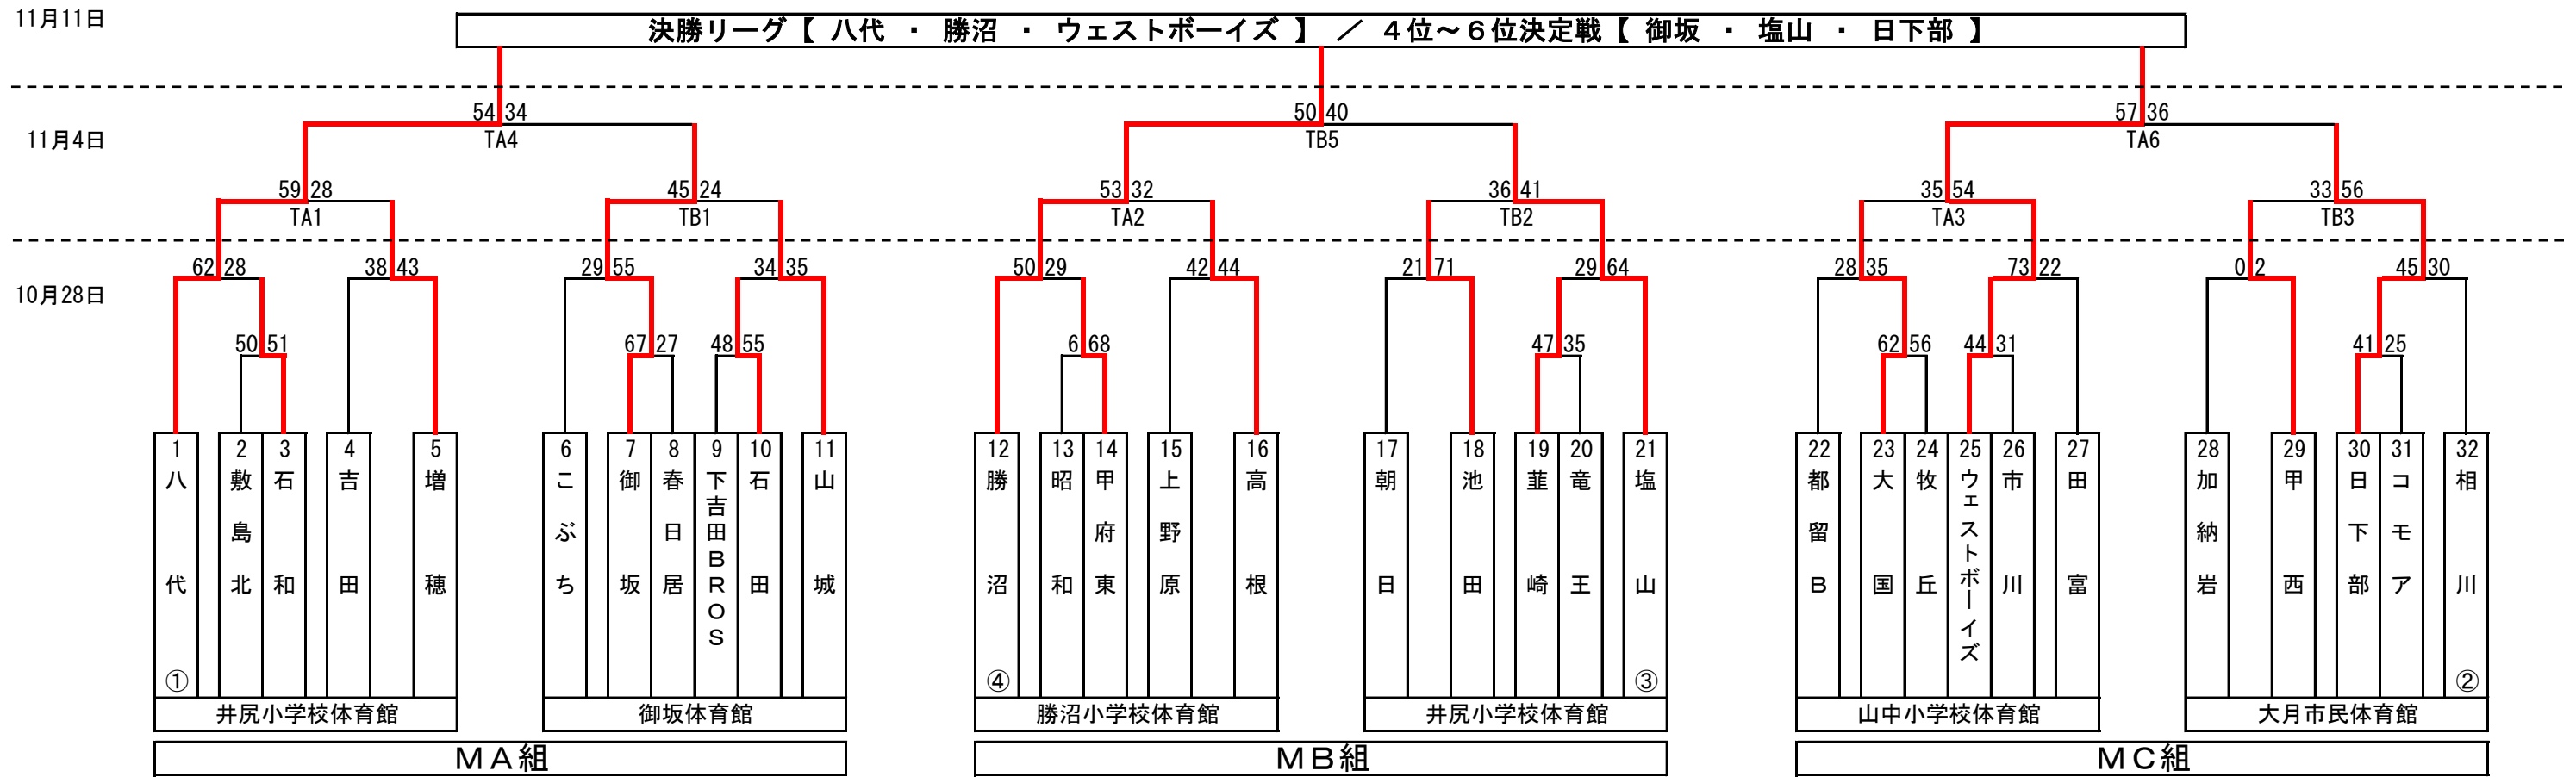 11月11日
決勝リーグ【 八代 ・ 勝沼 ・ ウェストボーイズ 】 ／ ４位～６位決定戦【 御坂 ・ 塩山 ・ 日下部 】
54 34 50 40 57 36
11月4日 TA4 TB5 TA6
59 28 45 24 53 32 36 41 35 54 33 56
TA1 TB1 TA2 TB2 TA3 TB3
62 28 38 43 29 55 34 35 50 29 42 44 21 71 29 64 28 35 73 22 0 2 45 30
10月28日
50 51 67 27 48 55 6 68 47 35 62 56 44 31 41 25
1 2 3 4 5 6 7 8 9 10 11 12 13 14 15 16 17 18 19 20 21 22 23 24 25 26 27 28 29 30 31 32
八代
敷島北
石和
吉田
増穂
こぶち
御坂
春日居
下吉田ＢＲＯＳ
石田
山城
勝沼
昭和
甲府東
上野原
高根
朝日
池田
韮崎
竜王
塩山
都留Ｂ
大国
牧丘
ウェストボーイズ
市川
田富
加納岩
甲西
日下部
コモア
相川
① ④ ③ ②
井尻小学校体育館 御坂体育館 勝沼小学校体育館 井尻小学校体育館 山中小学校体育館 大月市民体育館
ＭＡ組 ＭＢ組 ＭＣ組